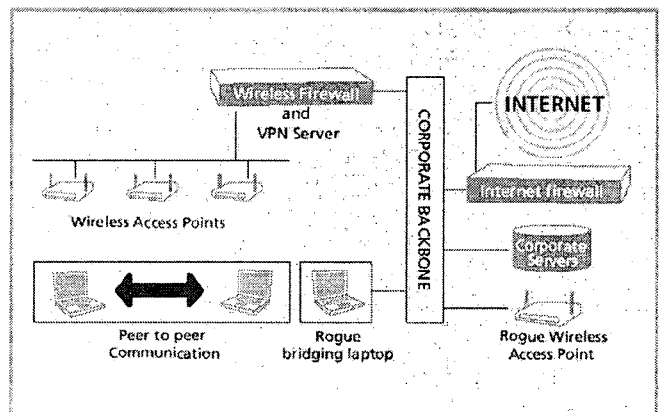 Wireless Firewall
and
VPN Server
Wireless Access Points
Peer to peer
Communication
Rogue
bridging laptop
CORPORATE BACKBONE
INTERNET
Internet firewall
Corporate
Servers
Rogue Wireless
Access Point